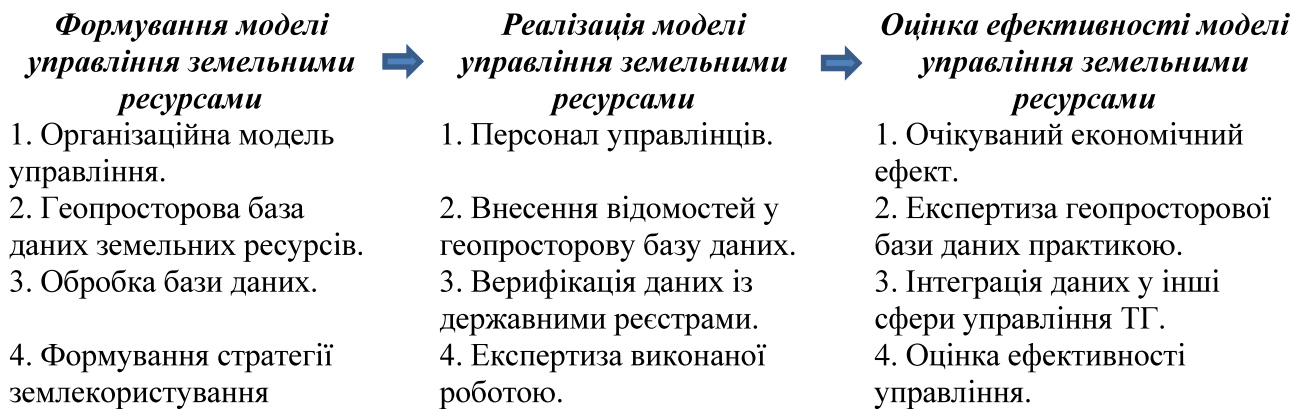 Формування моделі
управління земельними
ресурсами
1. Організаційна модель
управління.
2. Геопросторова база
даних земельних ресурсів.
3. Обробка бази даних.
4. Формування стратегії
землекористування
Реалізація моделі
управління земельними
ресурсами
1. Персонал управлінців.
2. Внесення відомостей у
геопросторову базу даних.
3. Верифікація даних із
державними реєстрами.
4. Експертиза виконаної
роботою.
Оцінка ефективності моделі
управління земельними
ресурсами
1. Очікуваний економічний
ефект.
2. Експертиза геопросторової
бази даних практикою.
3. Інтеграція даних у інші
сфери управління ТГ.
4. Оцінка ефективності
управління.